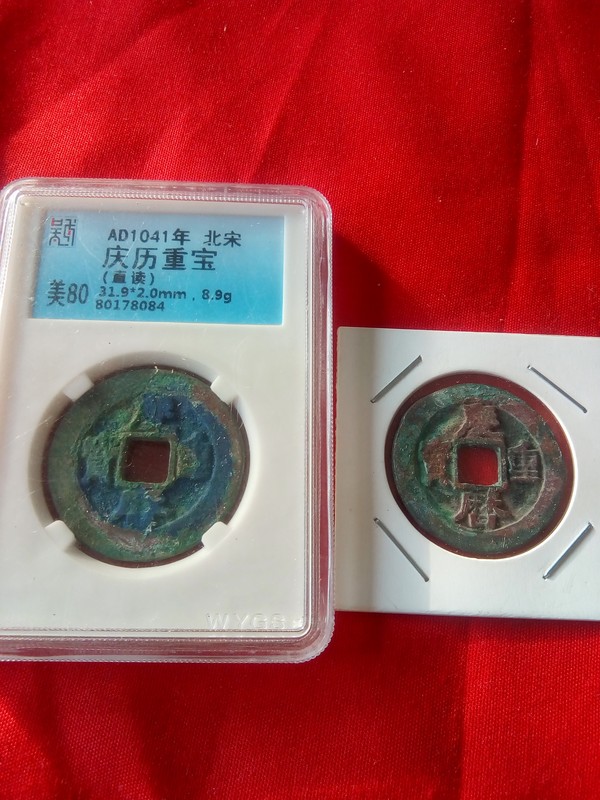 AD1041年 北宋
庆历重宝
(直读)
美80 31.9*2.0mm , 8.9g
80178084
WYGS
慶
重
曆